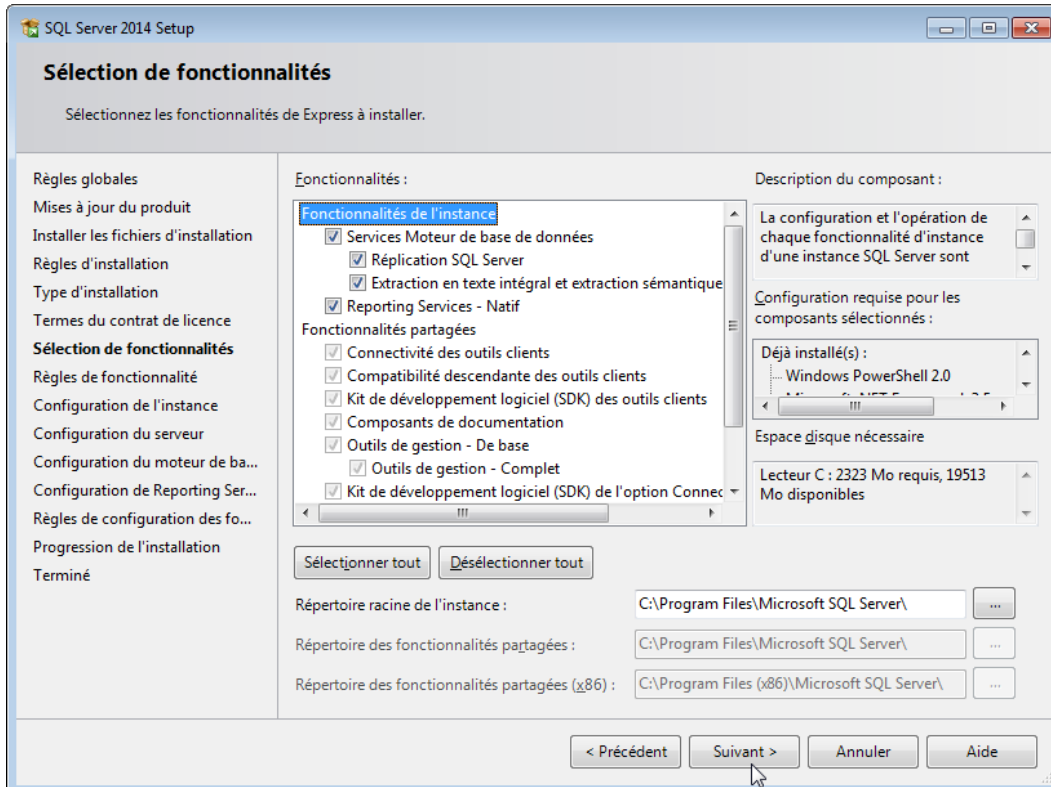 SQL Server 2014 Setup
Sélection de fonctionnalités
Sélectionnez les fonctionnalités de Express à installer.
Règles globales
Mises à jour du produit
Installer les fichiers d'installation
Règles d'installation
Type d'installation
Termes du contrat de licence
Sélection de fonctionnalités
Règles de fonctionnalité
Configuration de l'instance
Configuration du serveur
Configuration du moteur de ba...
Configuration de Reporting Ser...
Règles de configuration des fo...
Progression de l'installation
Terminé
Fonctionnalités :
Fonctionnalités de l'instance
Services Moteur de base de données
Réplication SQL Server
Extraction en texte intégral et extraction sémantique
Reporting Services - Natif
Fonctionnalités partagées
Connectivité des outils clients
Compatibilité descendante des outils clients
Kit de développement logiciel (SDK) des outils clients
Composants de documentation
Outils de gestion - De base
Outils de gestion - Complet
Kit de développement logiciel (SDK) de l'option Connec
Description du composant :
La configuration et l'opération de
chaque fonctionnalité d'instance
d'une instance SQL Server sont
Configuration requise pour les
composants sélectionnés :
Déjà installé(s) :
Windows PowerShell 2.0
Espace disque nécessaire
Lecteur C : 2323 Mo requis, 19513
Mo disponibles
Sélectionner tout
Désélectionner tout
Répertoire racine de l'instance :
C:\Program Files\Microsoft SQL Server\
...
Répertoire des fonctionnalités partagées :
C:\Program Files\Microsoft SQL Server\
...
Répertoire des fonctionnalités partagées (x86) :
C:\Program Files (x86)\Microsoft SQL Server\
...
< Précédent
Suivant >
Annuler
Aide